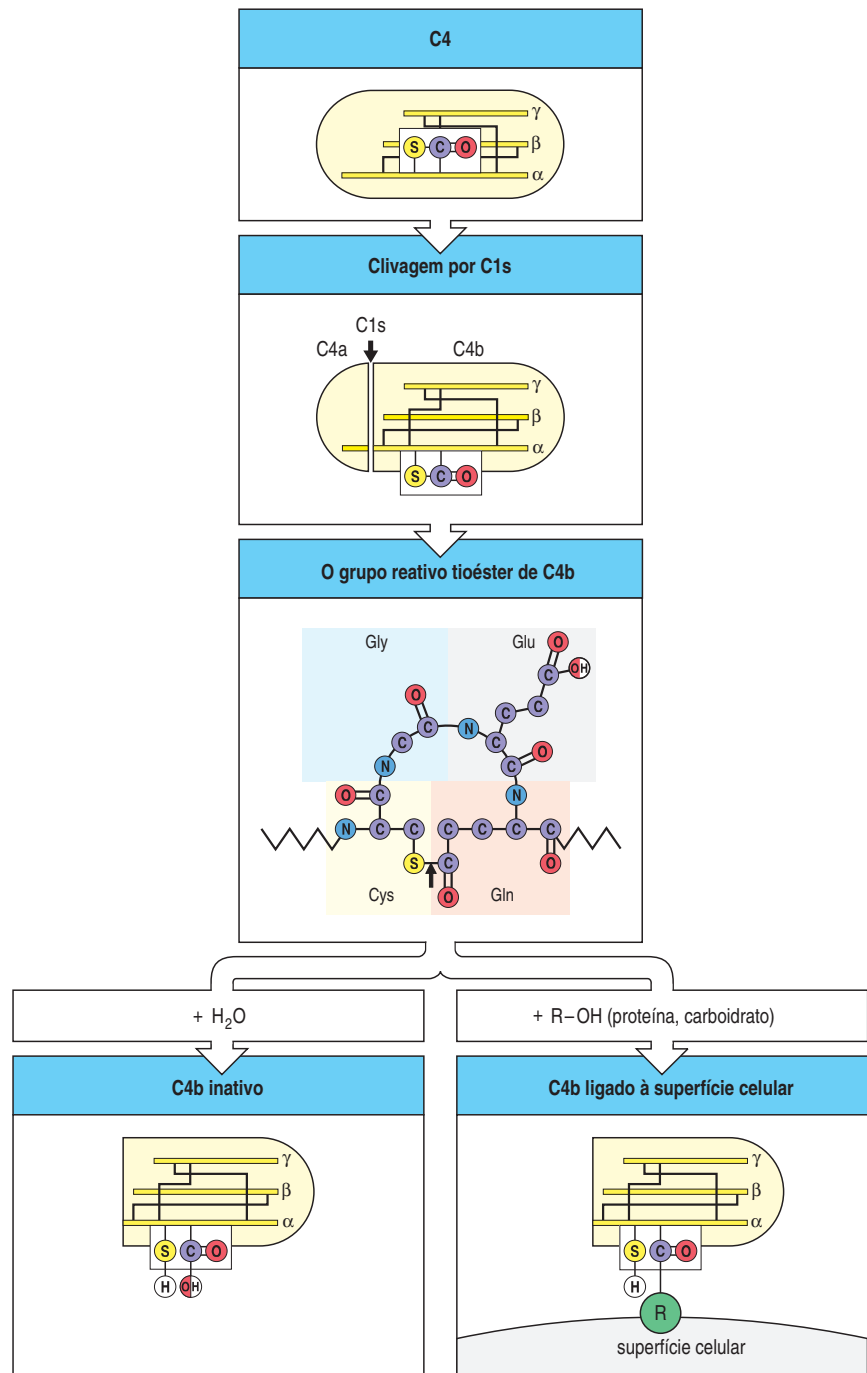 C4
γ
S C O
β
α
Clivagem por C1s
C1s
C4a C4b
γ
β
α
S C O
O grupo reativo tioéster de C4b
Gly Glu
O
C OH
O
C N C C
C C O
N C
O C N
N C C C C C C
S C
O O
Cys Gln
+ H2O
+ R–OH (proteína, carboidrato)
C4b inativo
γ
β
α
S C O
H OH
C4b ligado à superfície celular
γ
β
α
S C O
H
R
superfície celular